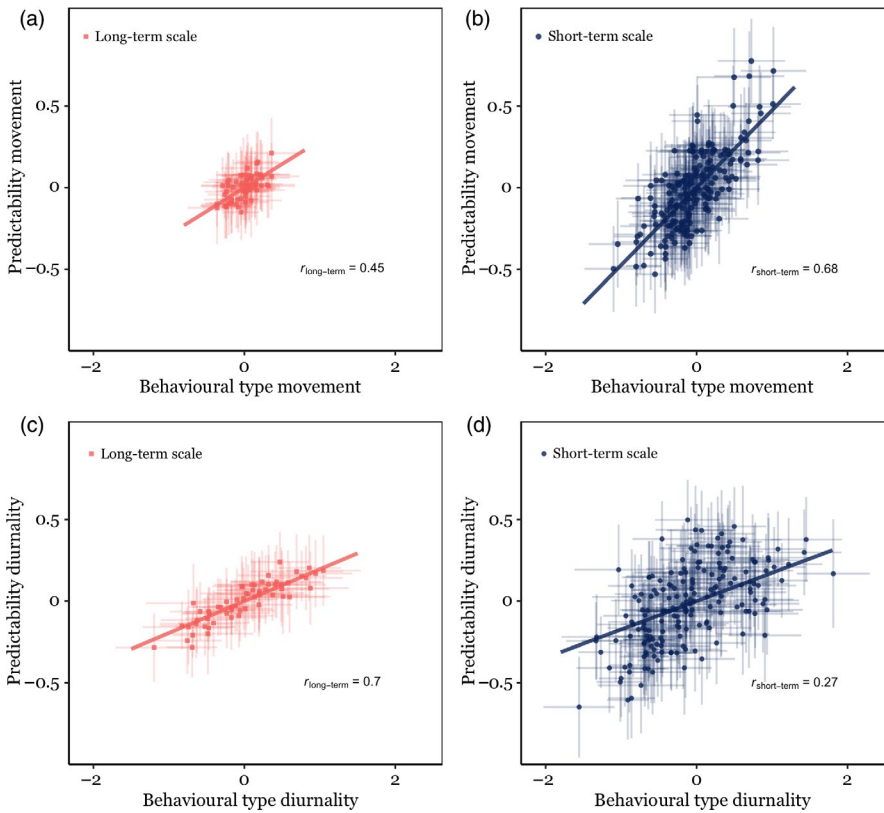 (a)
Long-term scale
Predictability movement
0.5
0
−0.5
r long−term = 0.45
−2
0
2
Behavioural type movement
(b)
Short-term scale
Predictability movement
0.5
0
−0.5
r short−term = 0.68
−2
0
2
Behavioural type movement
(c)
Long-term scale
Predictability diurnality
0.5
0
−0.5
r long−term = 0.7
−2
0
2
Behavioural type diurnality
(d)
Short-term scale
Predictability diurnality
0.5
0
−0.5
r short−term = 0.27
−2
0
2
Behavioural type diurnality